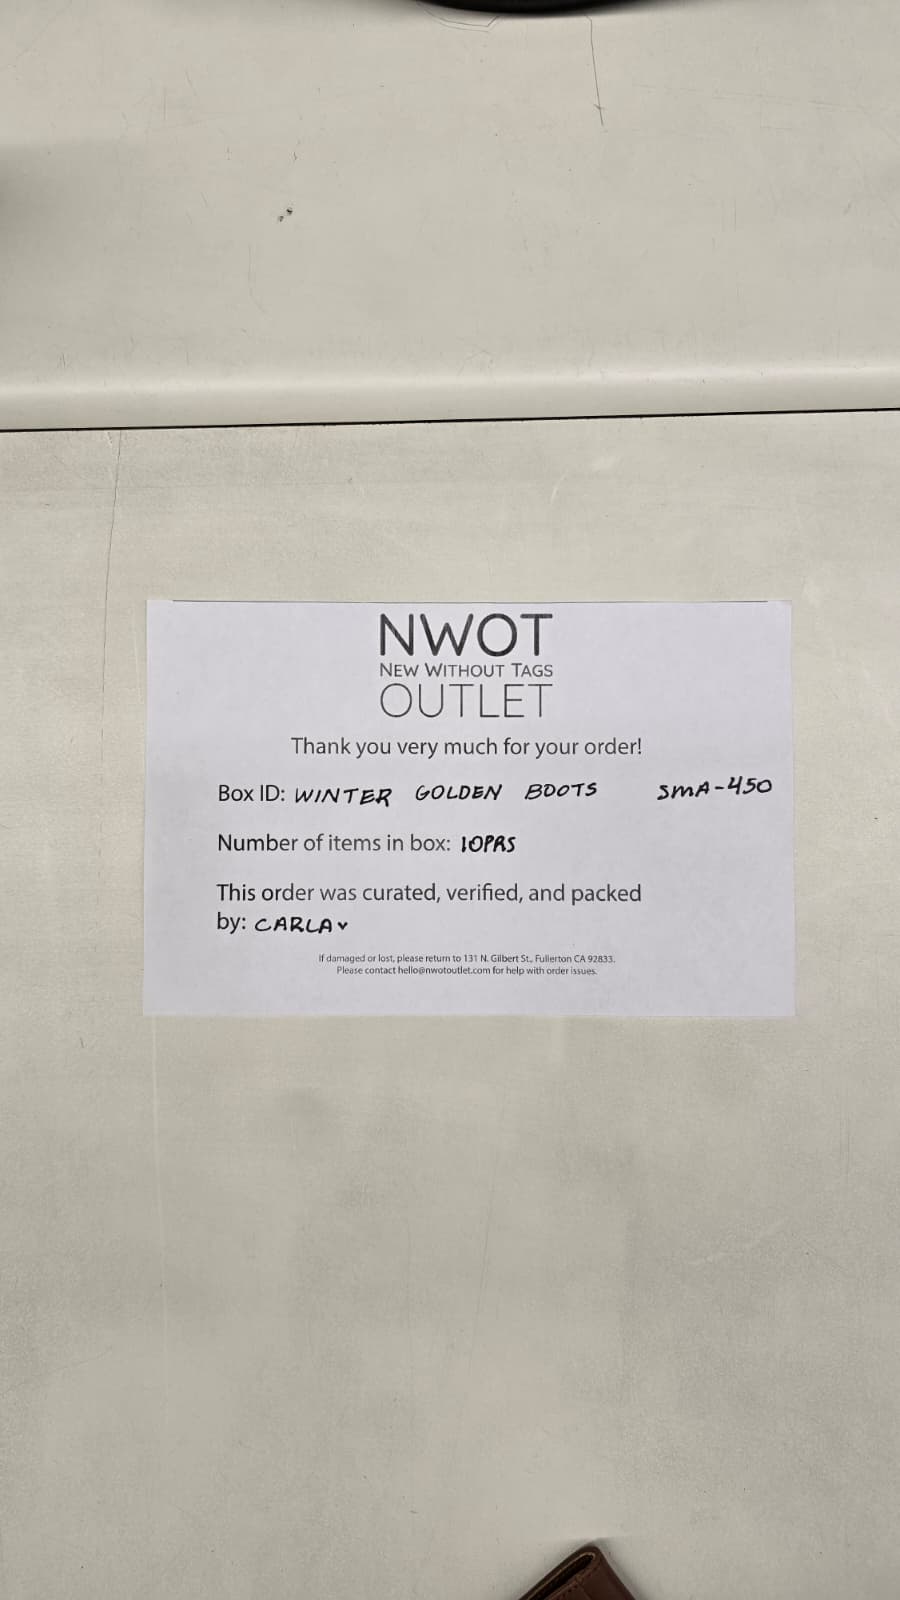 NWOT
NEW WITHOUT TAGS
OUTLET
Thank you very much for your order!
Box ID: WINTER GOLDEN BOOTS SMA-450
Number of items in box: 10PRS
This order was curated, verified, and packed
by: CARLA♥
If damaged or lost, please return to 131 N. Gilbert St., Fullerton CA 92833.
Please contact hello@nwotoutlet.com for help with order issues.